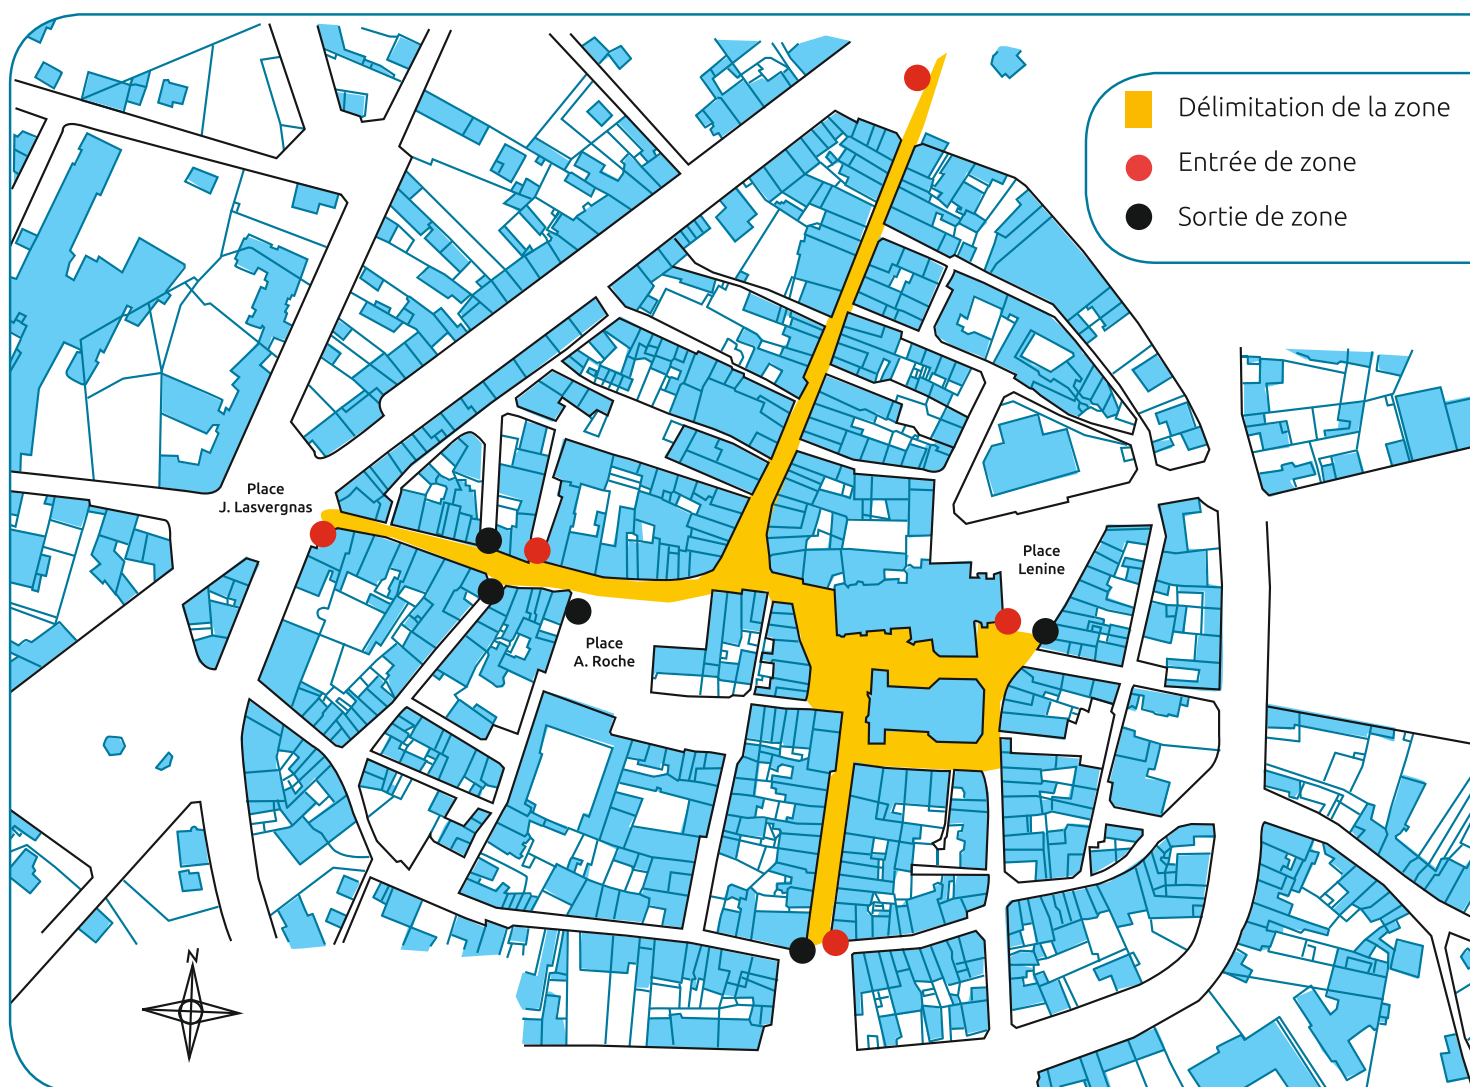 Délimitation de la zone
Entrée de zone
Sortie de zone
Place
J. Lasvergnas
Place
Lenine
Place
A. Roche
N